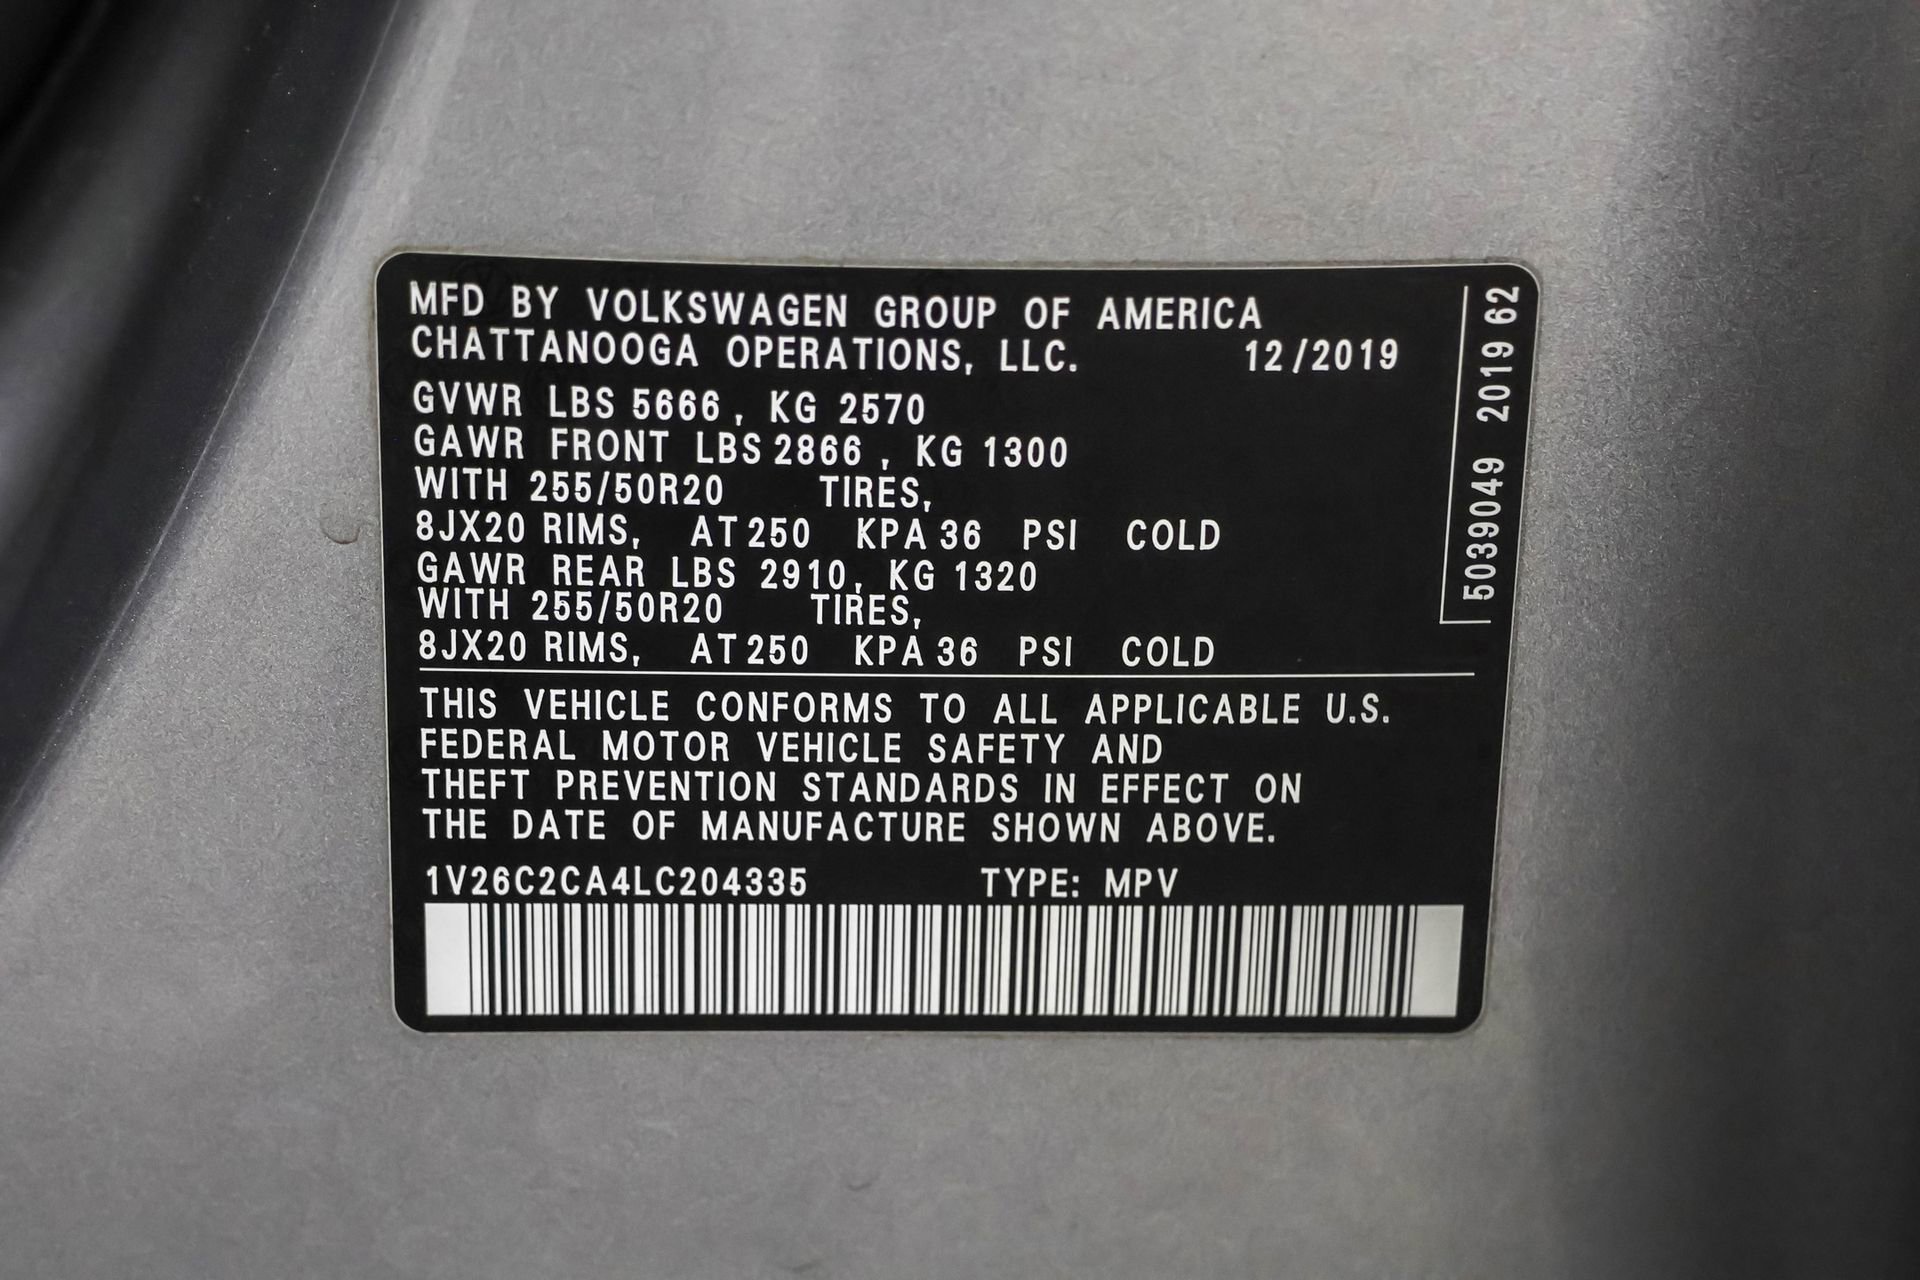 MFD BY VOLKSWAGEN GROUP OF AMERICA
CHATTANOOGA OPERATIONS, LLC. 12/2019
GVWR LBS 5666, KG 2570
GAWR FRONT LBS 2866, KG 1300
WITH 255/50R20 TIRES,
8JX20 RIMS, AT 250 KPA 36 PSI COLD
GAWR REAR LBS 2910, KG 1320
WITH 255/50R20 TIRES,
8JX20 RIMS, AT 250 KPA 36 PSI COLD
THIS VEHICLE CONFORMS TO ALL APPLICABLE U.S.
FEDERAL MOTOR VEHICLE SAFETY AND
THEFT PREVENTION STANDARDS IN EFFECT ON
THE DATE OF MANUFACTURE SHOWN ABOVE.
1V26C2CA4LC204335 TYPE: MPV
5039049 2019 62